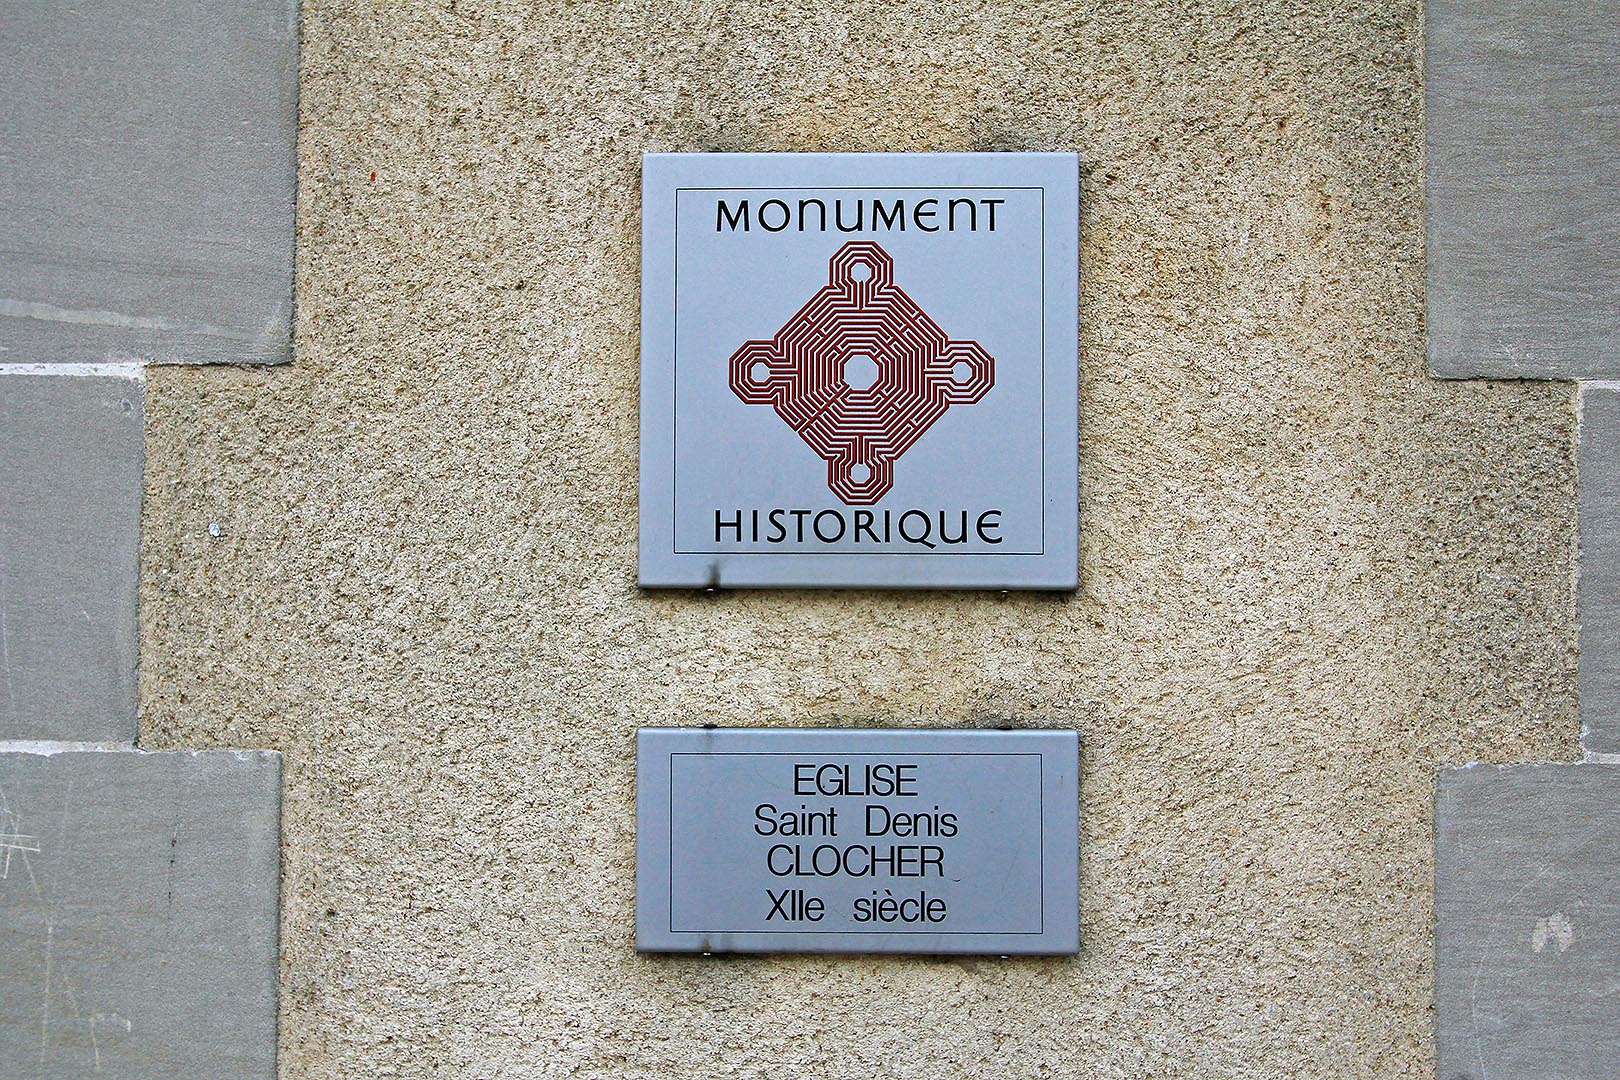 MONUMENT
HISTORIQUE
EGLISE
Saint Denis
CLOCHER
XIIe siècle